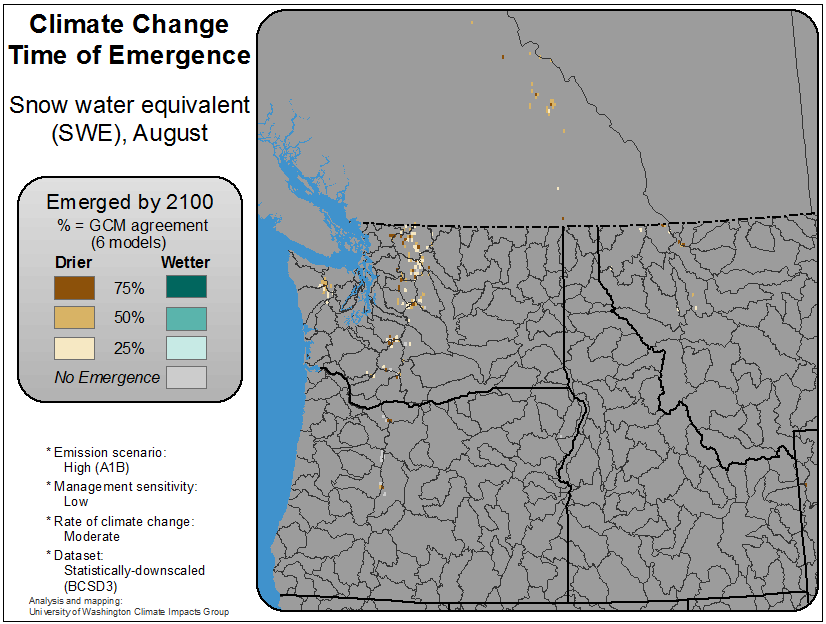 Climate Change
Time of Emergence
Snow water equivalent
(SWE), August
Emerged by 2100
% = GCM agreement
(6 models)
Drier Wetter
75%
50%
25%
No Emergence
* Emission scenario:
High (A1B)
* Management sensitivity:
Low
* Rate of climate change:
Moderate
* Dataset:
Statistically-downscaled
(BCSD3)
Analysis and mapping:
University of Washington Climate Impacts Group